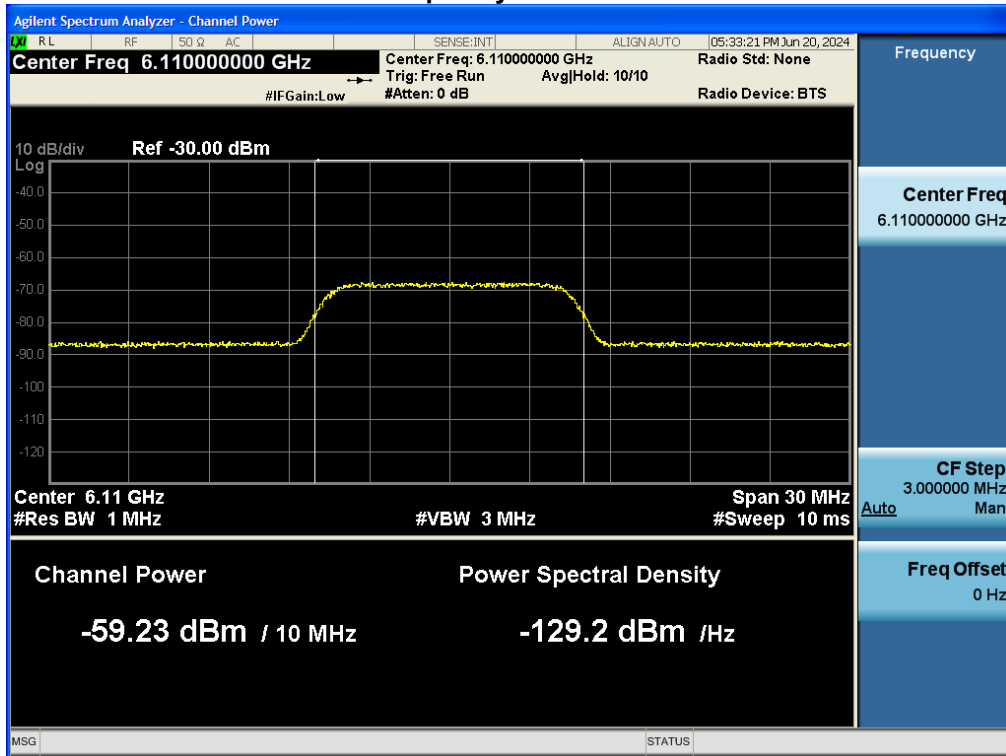 Agilent Spectrum Analyzer - Channel Power
LXI RL RF 50 Ω AC SENSE:INT ALIGNAUTO 05:33:21 PM Jun 20, 2024
Center Freq 6.110000000 GHz
Center Freq: 6.110000000 GHz Radio Std: None
Trig: Free Run Avg|Hold: 10/10
#IFGain:Low #Atten: 0 dB Radio Device: BTS
10 dB/div Ref -30.00 dBm
Log
-40.0
-50.0
-60.0
-70.0
-80.0
-90.0
-100
-110
-120
Center 6.11 GHz Span 30 MHz
#Res BW 1 MHz #VBW 3 MHz #Sweep 10 ms
Channel Power Power Spectral Density
-59.23 dBm / 10 MHz -129.2 dBm /Hz
MSG STATUS
Frequency
Center Freq
6.110000000 GHz
CF Step
3.000000 MHz
Auto Man
Freq Offset
0 Hz